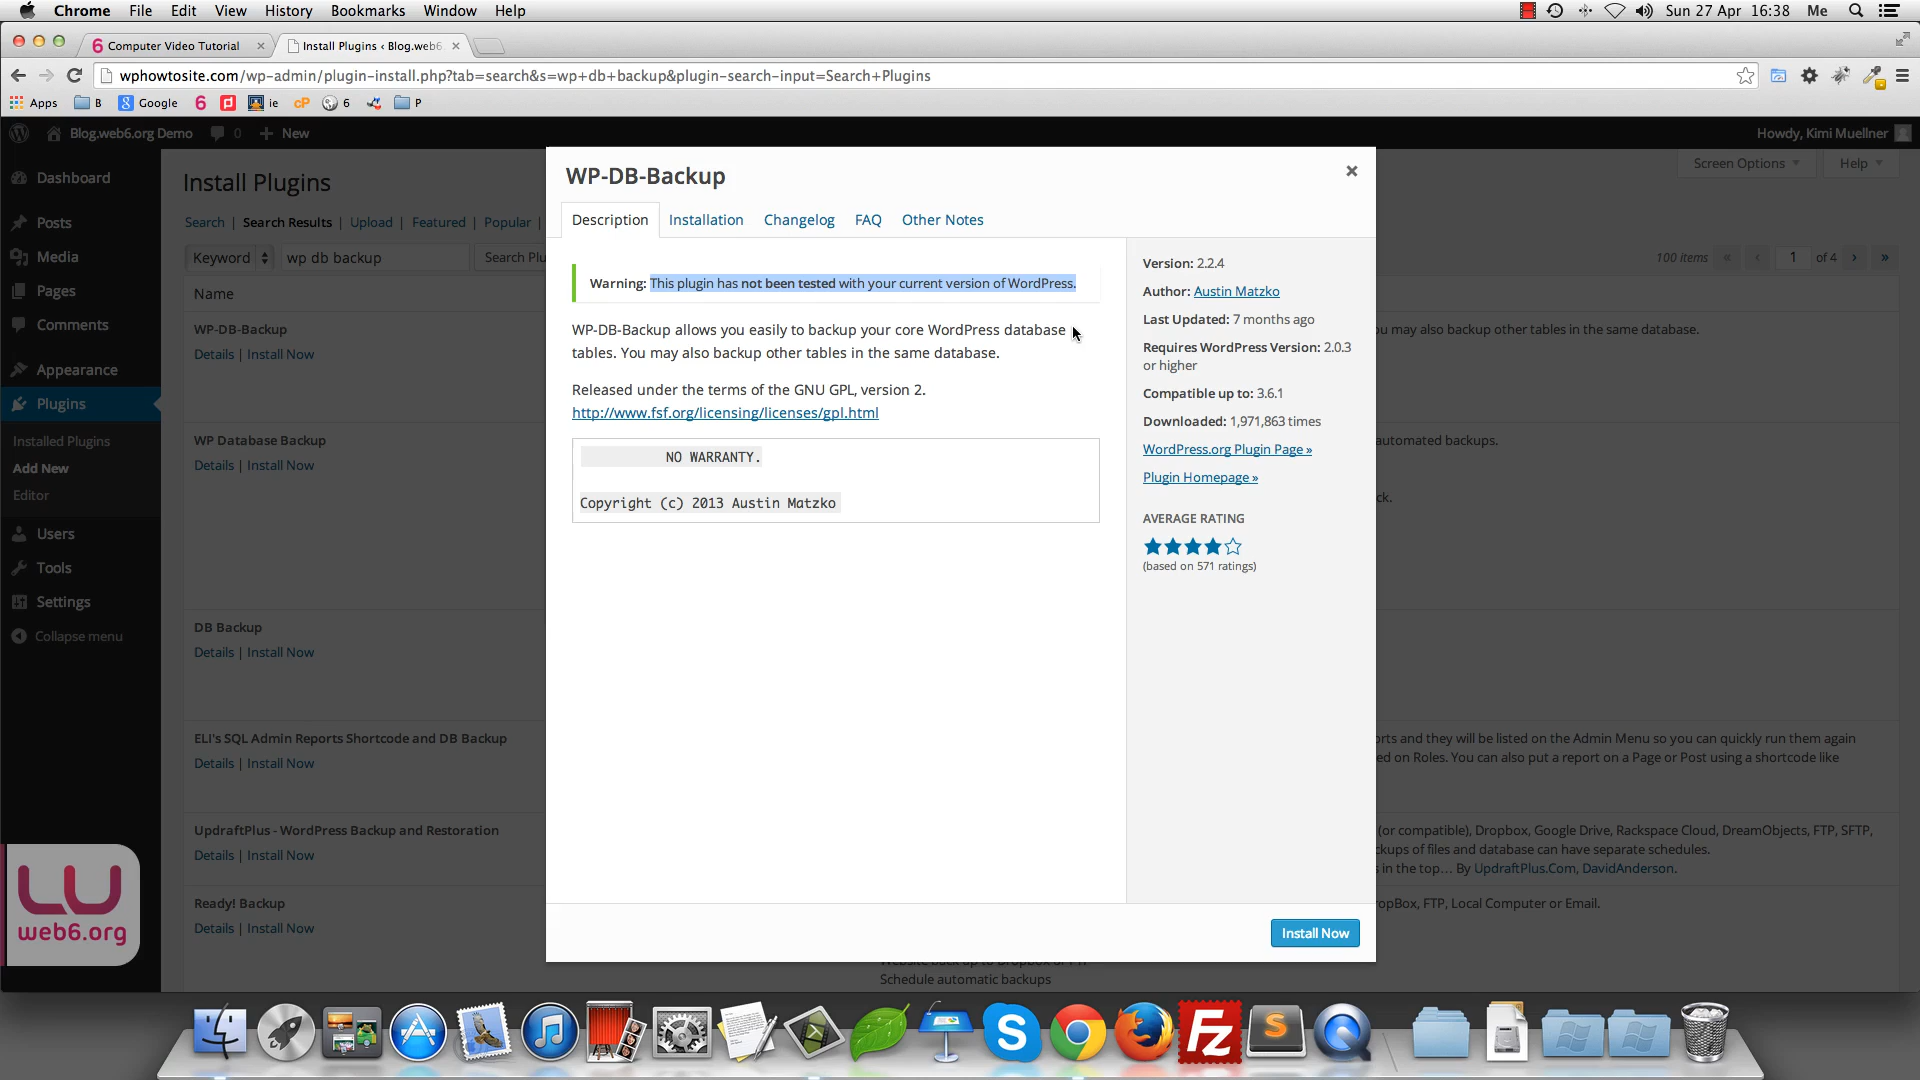 Chrome File Edit View History Bookmarks Window Help
Sun 27 Apr 16:38 Me
Computer Video Tutorial
Install Plugins ‹ Blog.web6
wphowtosite.com/wp-admin/plugin-install.php?tab=search&s=wp+db+backup&plugin-search-input=Search+Plugins
Apps B Google 6 ie cP 6 P
Blog.web6.org Demo 0 New
Howdy, Kimi Muellner
Dashboard
Posts
Media
Pages
Comments
Appearance
Plugins
Installed Plugins
Add New
Editor
Users
Tools
Settings
Collapse menu
web6.org
Install Plugins
Screen Options Help
Search | Search Results | Upload | Featured | Popular |
Keyword wp db backup Search Plu
100 items « ‹ 1 of 4 › »
Name
WP-DB-Backup
Details | Install Now
ou may also backup other tables in the same database.
WP Database Backup
Details | Install Now
automated backups.
ck.
DB Backup
Details | Install Now
ELI's SQL Admin Reports Shortcode and DB Backup
Details | Install Now
orts and they will be listed on the Admin Menu so you can quickly run them again
ed on Roles. You can also put a report on a Page or Post using a shortcode like
UpdraftPlus - WordPress Backup and Restoration
Details | Install Now
(or compatible), Dropbox, Google Drive, Rackspace Cloud, DreamObjects, FTP, SFTP,
ckups of files and database can have separate schedules.
s in the top… By UpdraftPlus.Com, DavidAnderson.
Ready! Backup
Details | Install Now
ropBox, FTP, Local Computer or Email.
Schedule automatic backups
WP-DB-Backup
×
Description Installation Changelog FAQ Other Notes
Warning: This plugin has not been tested with your current version of WordPress.
WP-DB-Backup allows you easily to backup your core WordPress database
tables. You may also backup other tables in the same database.
Released under the terms of the GNU GPL, version 2.
http://www.fsf.org/licensing/licenses/gpl.html
NO WARRANTY.
Copyright (c) 2013 Austin Matzko
Version: 2.2.4
Author: Austin Matzko
Last Updated: 7 months ago
Requires WordPress Version: 2.0.3
or higher
Compatible up to: 3.6.1
Downloaded: 1,971,863 times
WordPress.org Plugin Page »
Plugin Homepage »
AVERAGE RATING
(based on 571 ratings)
Install Now